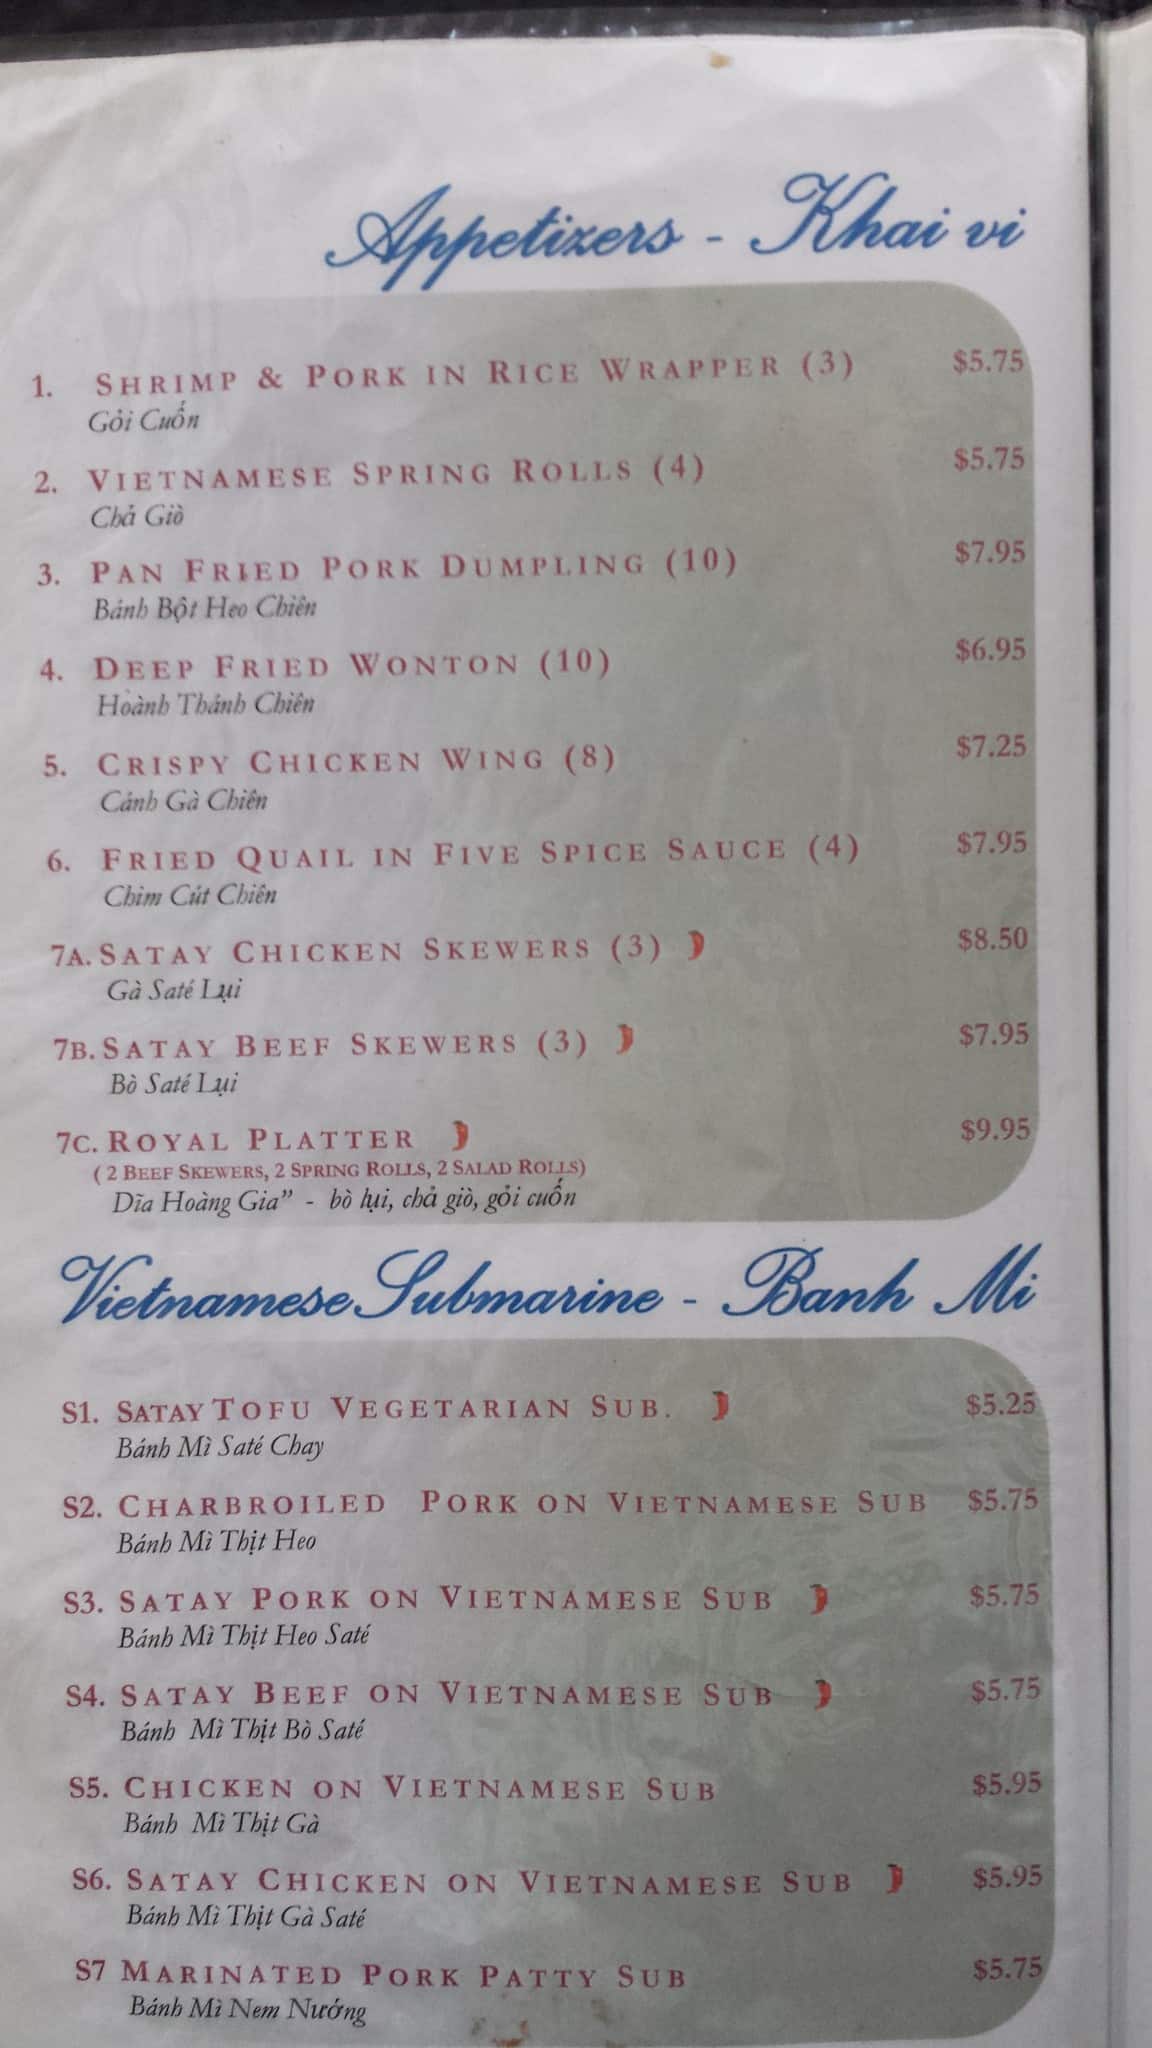 Appetizers - Khai vi
1. SHRIMP & PORK IN RICE WRAPPER (3) $5.75
Gỏi Cuốn
2. VIETNAMESE SPRING ROLLS (4) $5.75
Chả Giò
3. PAN FRIED PORK DUMPLING (10) $7.95
Bánh Bột Heo Chiên
4. DEEP FRIED WONTON (10) $6.95
Hoành Thánh Chiên
5. CRISPY CHICKEN WING (8) $7.25
Cánh Gà Chiên
6. FRIED QUAIL IN FIVE SPICE SAUCE (4) $7.95
Chim Cút Chiên
7A. SATAY CHICKEN SKEWERS (3) $8.50
Gà Saté Lụi
7B. SATAY BEEF SKEWERS (3) $7.95
Bò Saté Lụi
7C. ROYAL PLATTER $9.95
( 2 BEEF SKEWERS, 2 SPRING ROLLS, 2 SALAD ROLLS)
Dĩa Hoàng Gia" - bò lụi, chả giò, gỏi cuốn
Vietnamese Submarine - Banh Mi
S1. SATAY TOFU VEGETARIAN SUB. $5.25
Bánh Mì Saté Chay
S2. CHARBROILED PORK ON VIETNAMESE SUB $5.75
Bánh Mì Thịt Heo
S3. SATAY PORK ON VIETNAMESE SUB $5.75
Bánh Mì Thịt Heo Saté
S4. SATAY BEEF ON VIETNAMESE SUB $5.75
Bánh Mì Thịt Bò Saté
S5. CHICKEN ON VIETNAMESE SUB $5.95
Bánh Mì Thịt Gà
S6. SATAY CHICKEN ON VIETNAMESE SUB $5.95
Bánh Mì Thịt Gà Saté
S7 MARINATED PORK PATTY SUB $5.75
Bánh Mì Nem Nướng